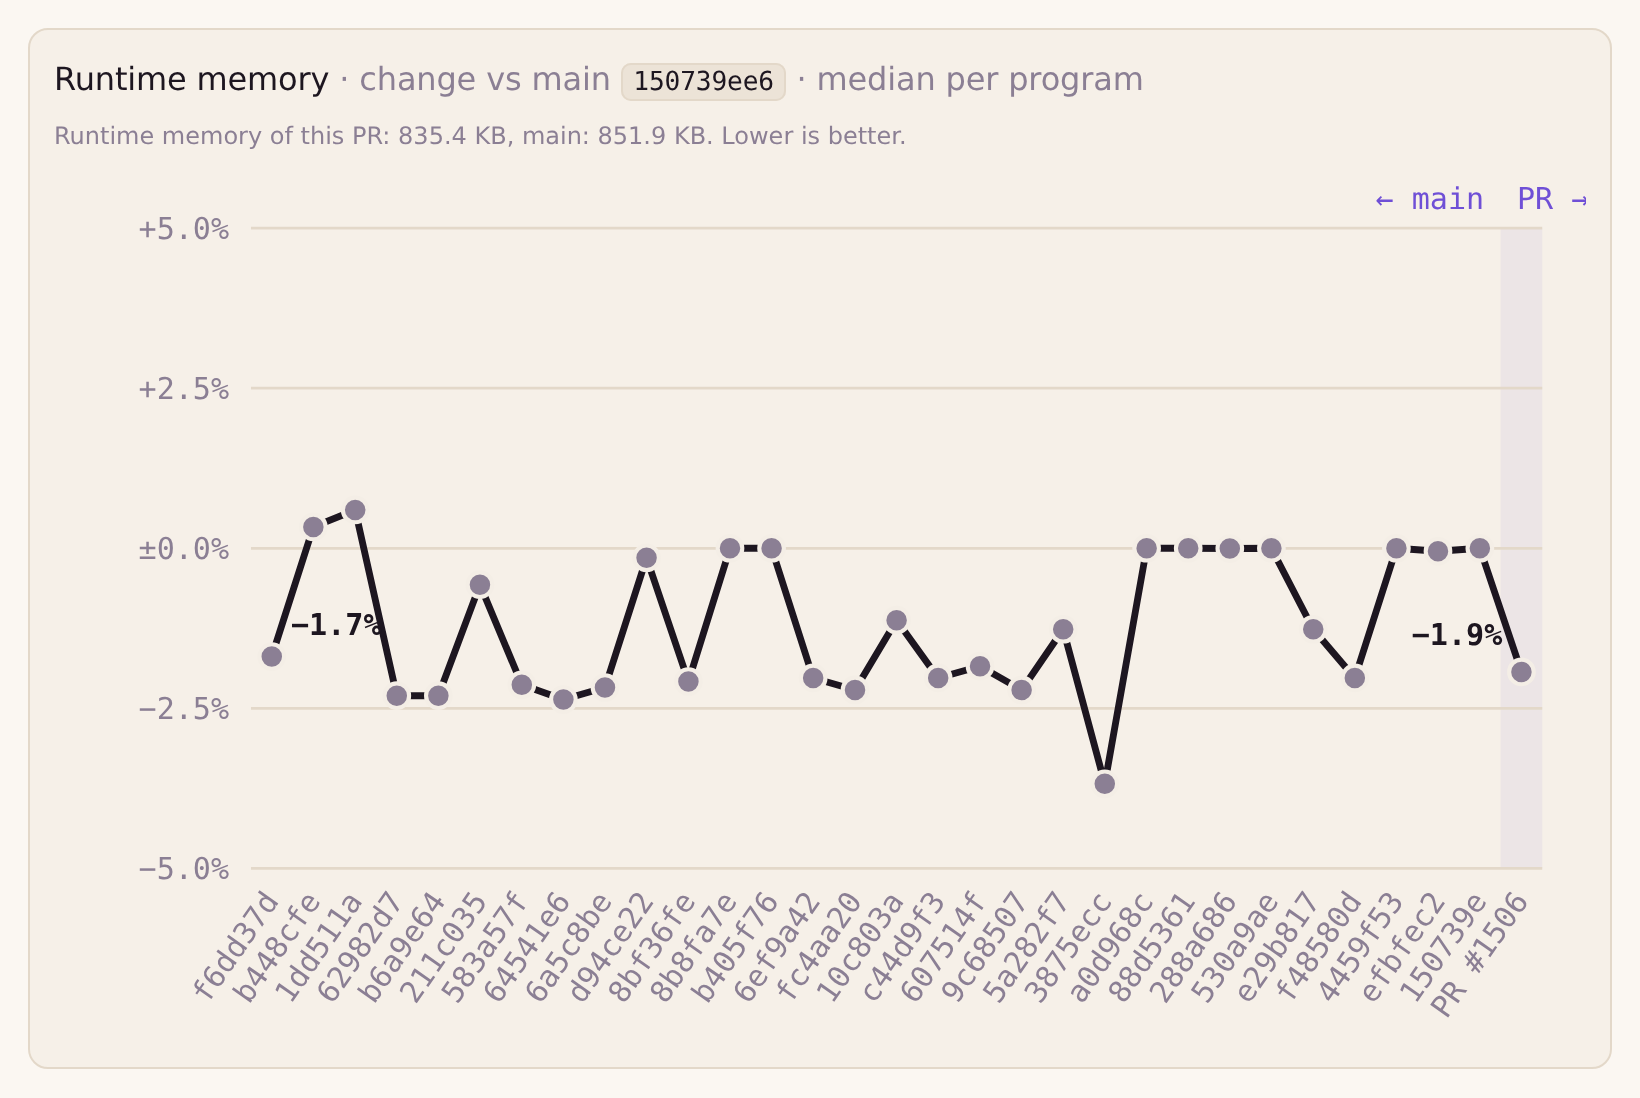 Runtime memory · change vs main 150739ee6 · median per program
Runtime memory of this PR: 835.4 KB, main: 851.9 KB. Lower is better.
← main PR →
+5.0%
+2.5%
±0.0%
−2.5%
−5.0%
−1.7%
−1.9%
f6dd37d
b448cfe
1dd511a
62982d7
b6a9e64
211c035
583a57f
64541e6
6a5c8be
d94ce22
8bf36fe
8b8fa7e
b405f76
6ef9a42
fc4aa20
10c803a
c44d9f3
607514f
9c68507
5a282f7
3875ecc
a0d968c
88d5361
288a686
530a9ae
e29b817
f48580d
4459f53
efbfec2
150739e
PR #1506